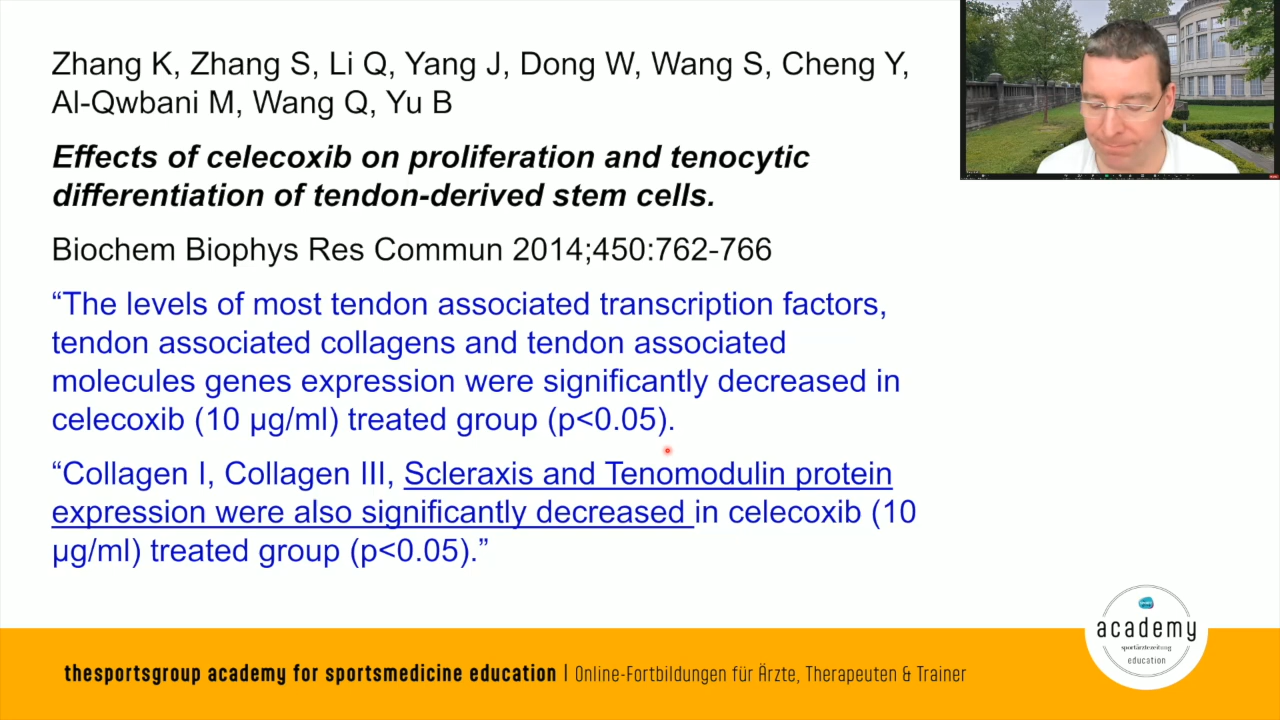 Zhang K, Zhang S, Li Q, Yang J, Dong W, Wang S, Cheng Y,
Al-Qwbani M, Wang Q, Yu B
Effects of celecoxib on proliferation and tenocytic
differentiation of tendon-derived stem cells.
Biochem Biophys Res Commun 2014;450:762-766
“The levels of most tendon associated transcription factors,
tendon associated collagens and tendon associated
molecules genes expression were significantly decreased in
celecoxib (10 μg/ml) treated group (p<0.05).
“Collagen I, Collagen III, Scleraxis and Tenomodulin protein
expression were also significantly decreased in celecoxib (10
μg/ml) treated group (p<0.05).”
academy
sportärztezeitung
education
thesportsgroup academy for sportsmedicine education | Online-Fortbildungen für Ärzte, Therapeuten & Trainer